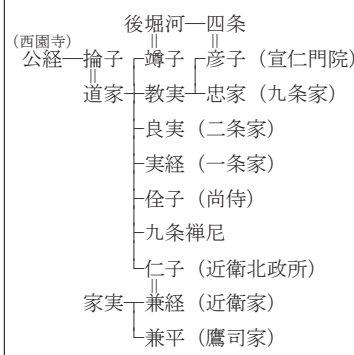 後堀河―四条
(西園寺)
公経―掄子 竴子 彦子(宣仁門院)
道家 教実 忠家(九条家)
良実(二条家)
実経(一条家)
佺子(尚侍)
九条禅尼
仁子(近衛北政所)
家実 兼経(近衛家)
兼平(鷹司家)